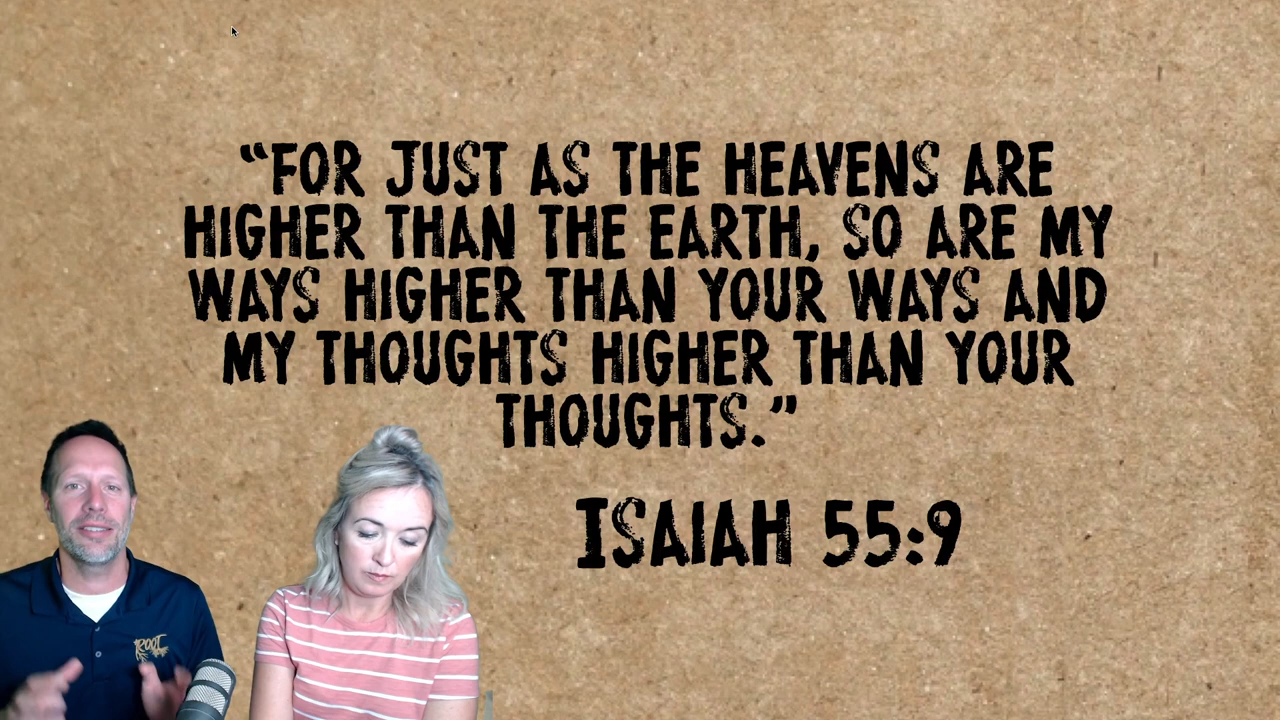 “FOR JUST AS THE HEAVENS ARE
HIGHER THAN THE EARTH, SO ARE MY
WAYS HIGHER THAN YOUR WAYS AND
MY THOUGHTS HIGHER THAN YOUR
THOUGHTS.”
ISAIAH 55:9
ROOT